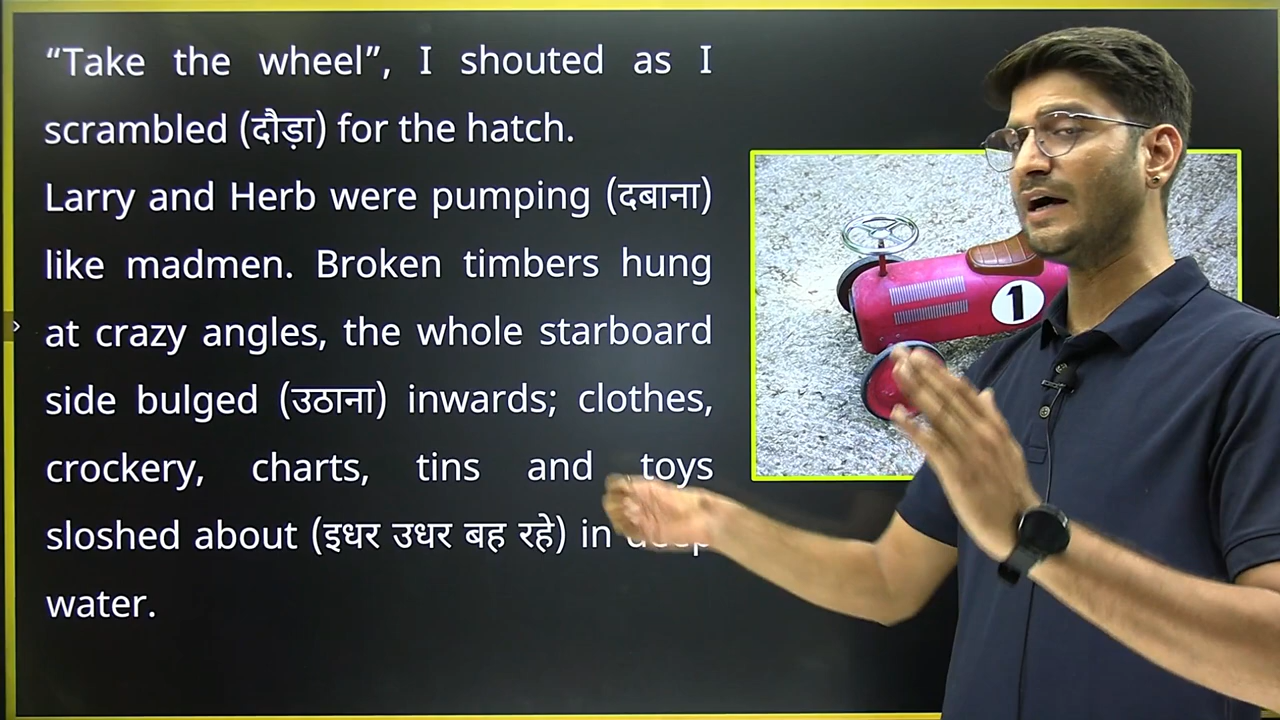 “Take the wheel”, I shouted as I
scrambled (दौड़ा) for the hatch.
Larry and Herb were pumping (दबाना)
like madmen. Broken timbers hung
at crazy angles, the whole starboard
side bulged (उठाना) inwards; clothes,
crockery, charts, tins and toys
sloshed about (इधर उधर बह रहे) in deep
water.
1